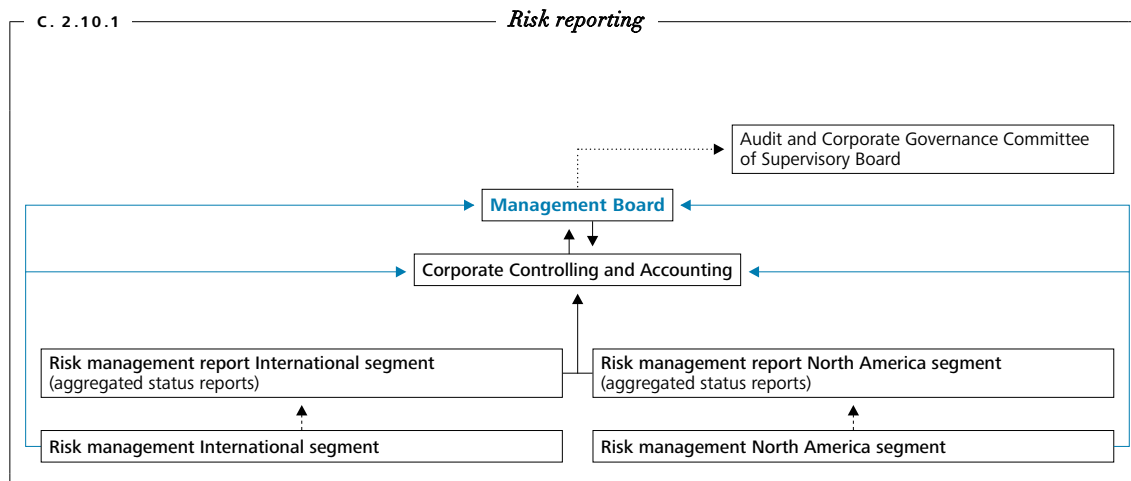 C. 2.10.1
Risk reporting
Audit and Corporate Governance Committee
of Supervisory Board
Management Board
Corporate Controlling and Accounting
Risk management report International segment
(aggregated status reports)
Risk management report North America segment
(aggregated status reports)
Risk management International segment
Risk management North America segment